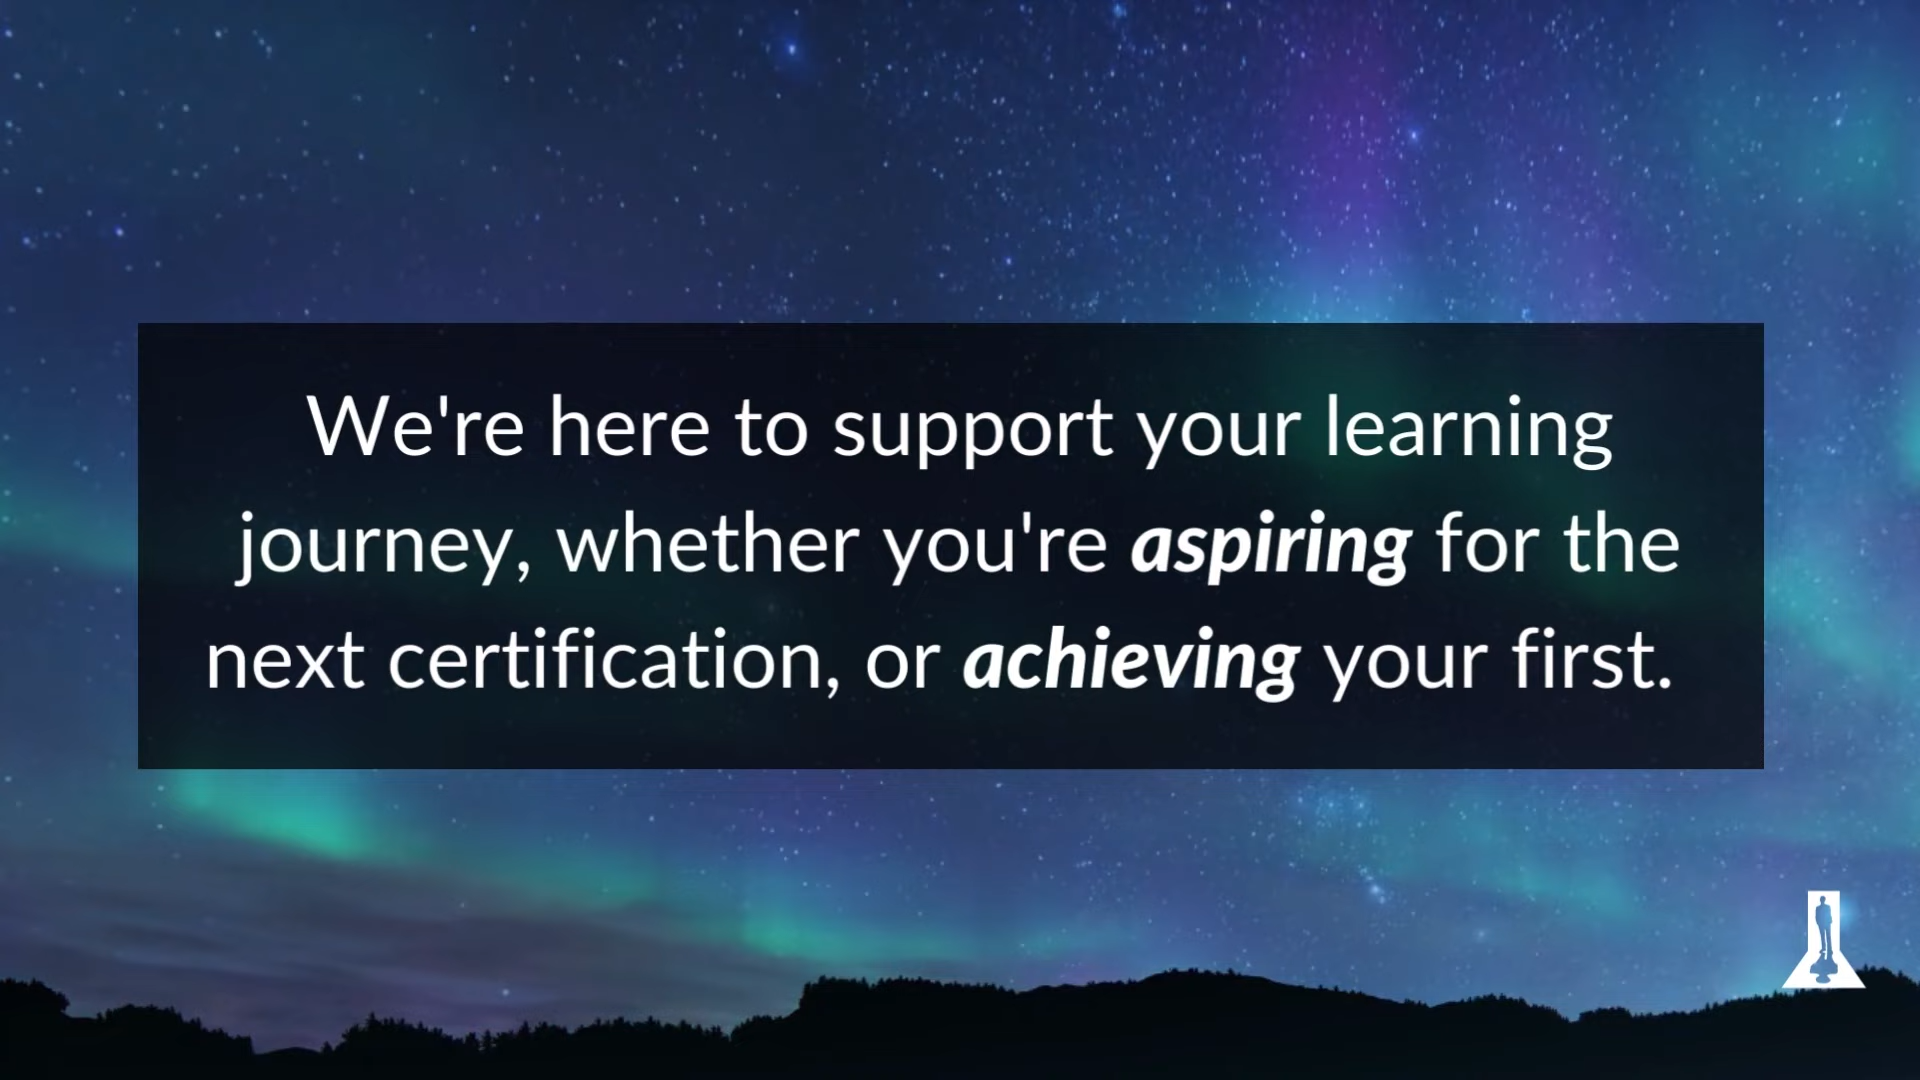 We're here to support your learning
journey, whether you're aspiring for the
next certification, or achieving your first.